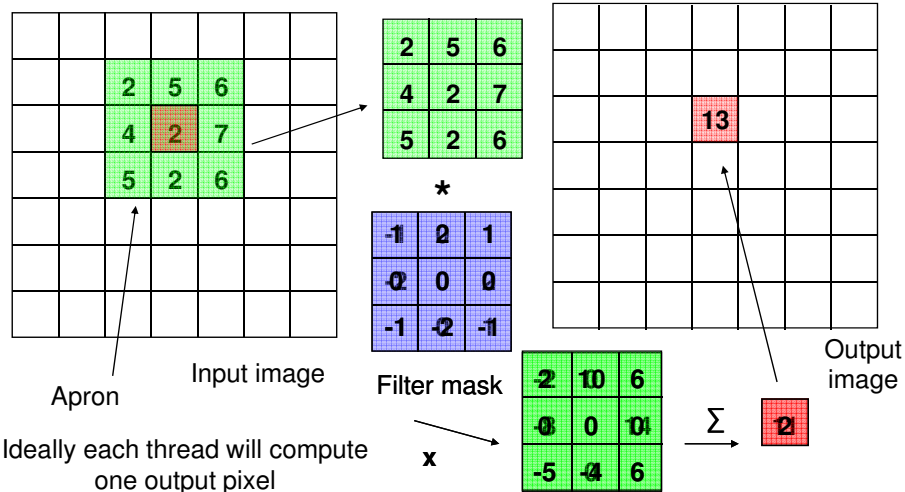 2 5 6
4 2 7
5 2 6
2 5 6
4 2 7
5 2 6
*
1
0 0
-1
6
0
-5 6
Σ
13
Apron
Input image
Filter mask
x
Output
image
Ideally each thread will compute
one output pixel